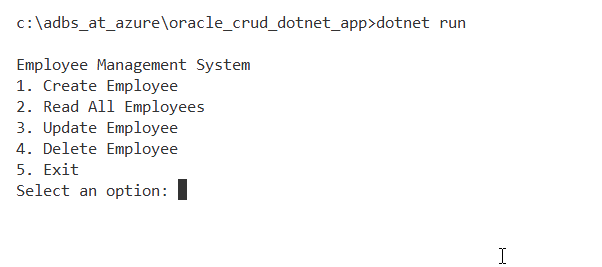 c:\adbs_at_azure\oracle_crud_dotnet_app>dotnet run
Employee Management System
1. Create Employee
2. Read All Employees
3. Update Employee
4. Delete Employee
5. Exit
Select an option: